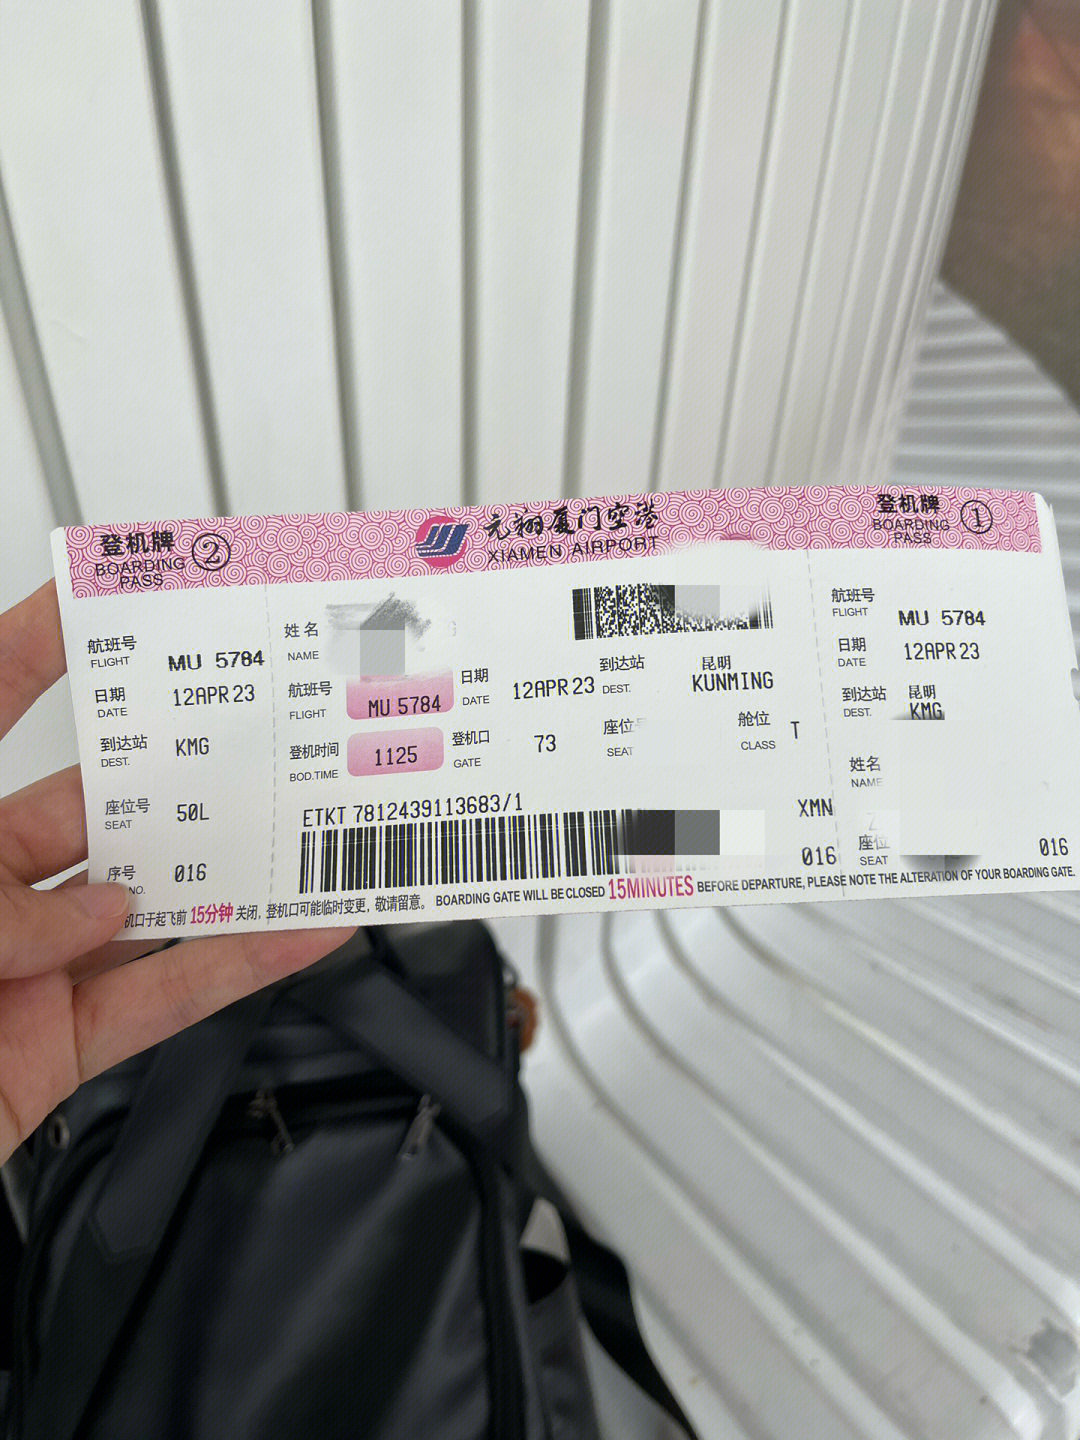 登机牌 ②
BOARDING
PASS
航班号
FLIGHT
MU 5784
日期
DATE
12APR23
到达站
DEST.
KMG
座位号
SEAT
50L
序号
NO.
016
元翔厦门空港
XIAMEN AIRPORT
姓名
NAME
航班号
FLIGHT
MU 5784
日期
DATE
12APR23
到达站
DEST.
昆明
KUNMING
登机时间
BOD.TIME
1125
登机口
GATE
73
座位
SEAT
舱位
CLASS
T
ETKT 7812439113683/1
XMN
016
登机牌 ①
BOARDING
PASS
航班号
FLIGHT
MU 5784
日期
DATE
12APR23
到达站
DEST.
昆明
KMG
姓名
NAME
座位
SEAT
016
机口于起飞前 15分钟 关闭，登机口可能临时变更，敬请留意。 BOARDING GATE WILL BE CLOSED 15MINUTES BEFORE DEPARTURE, PLEASE NOTE THE ALTERATION OF YOUR BOARDING GATE.